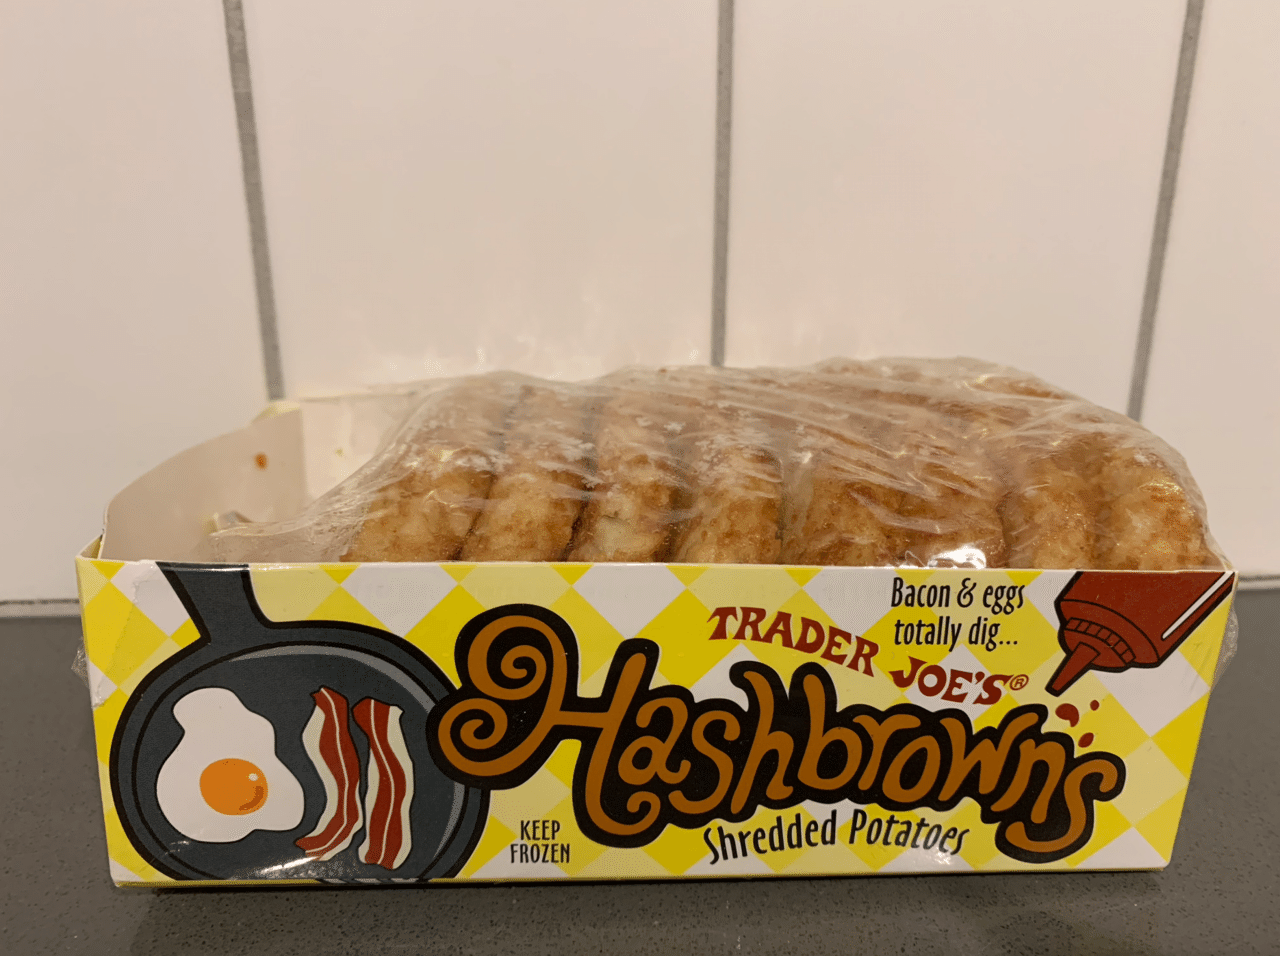 Bacon & eggs
totally dig...
TRADER JOE'S®
Hashbrowns
Shredded Potatoes
KEEP
FROZEN